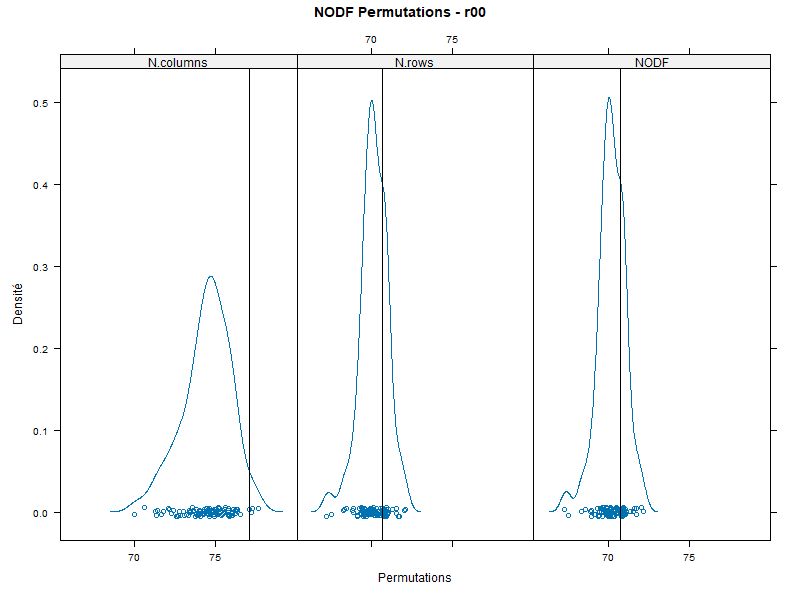 NODF Permutations - r00
70 75
N.columns N.rows NODF
0.5
0.4
0.3
0.2
0.1
0.0
Densité
70 75 70 75
Permutations